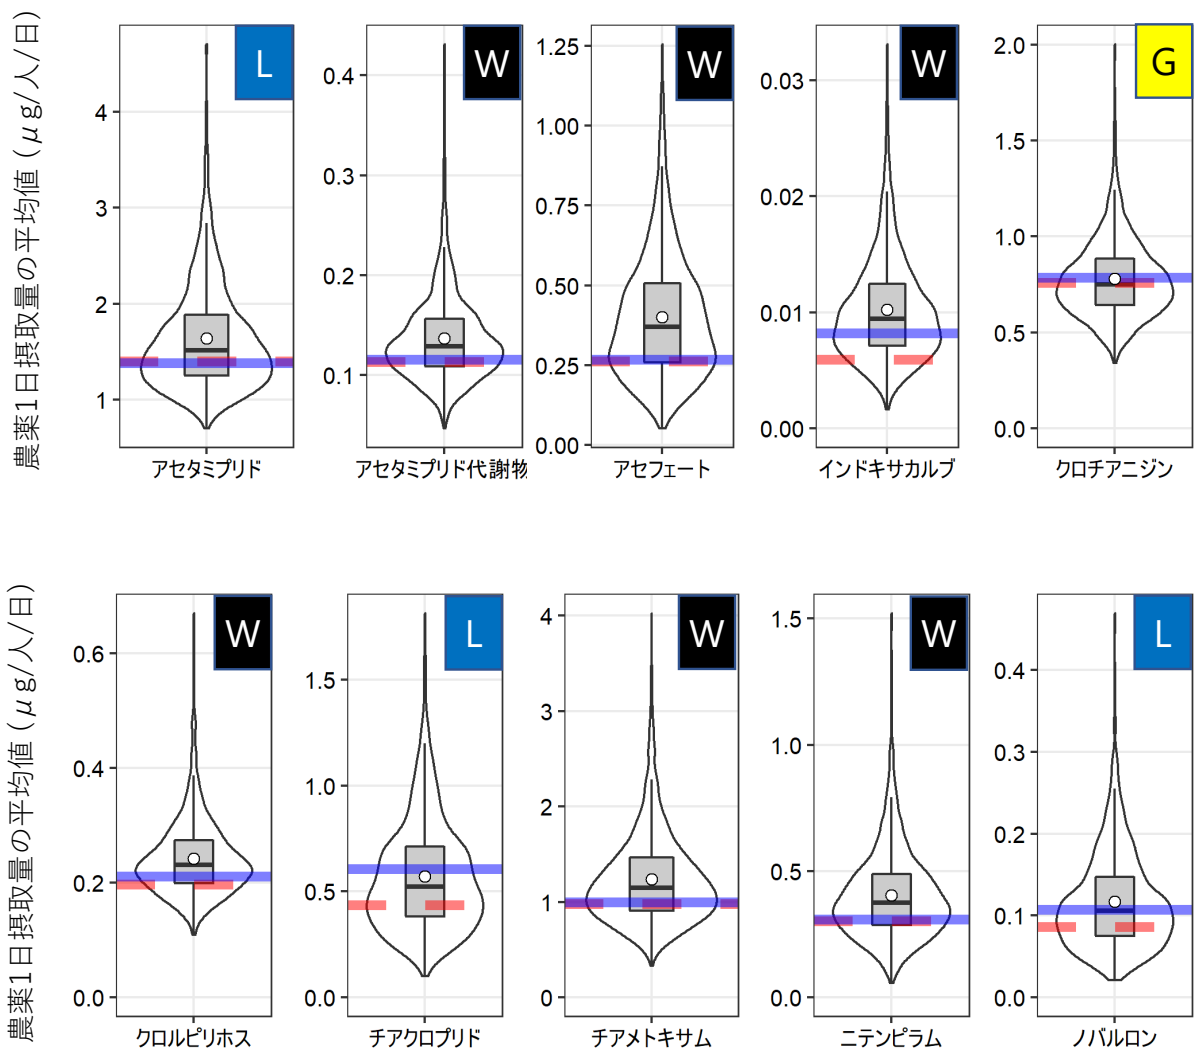 農薬1日摂取量の平均値(μg/人/日)
L
4
3
2
1
アセタミプリド
W
0.4
0.3
0.2
0.1
アセタミプリド代謝物
W
1.25
1.00
0.75
0.50
0.25
0.00
アセフェート
W
0.03
0.02
0.01
0.00
インドキサカルブ
G
2.0
1.5
1.0
0.5
0.0
クロチアニジン
農薬1日摂取量の平均値(μg/人/日)
W
0.6
0.4
0.2
0.0
クロルピリホス
L
1.5
1.0
0.5
0.0
チアクロプリド
W
4
3
2
1
0
チアメトキサム
W
1.5
1.0
0.5
0.0
ニテンピラム
L
0.4
0.3
0.2
0.1
0.0
ノバルロン